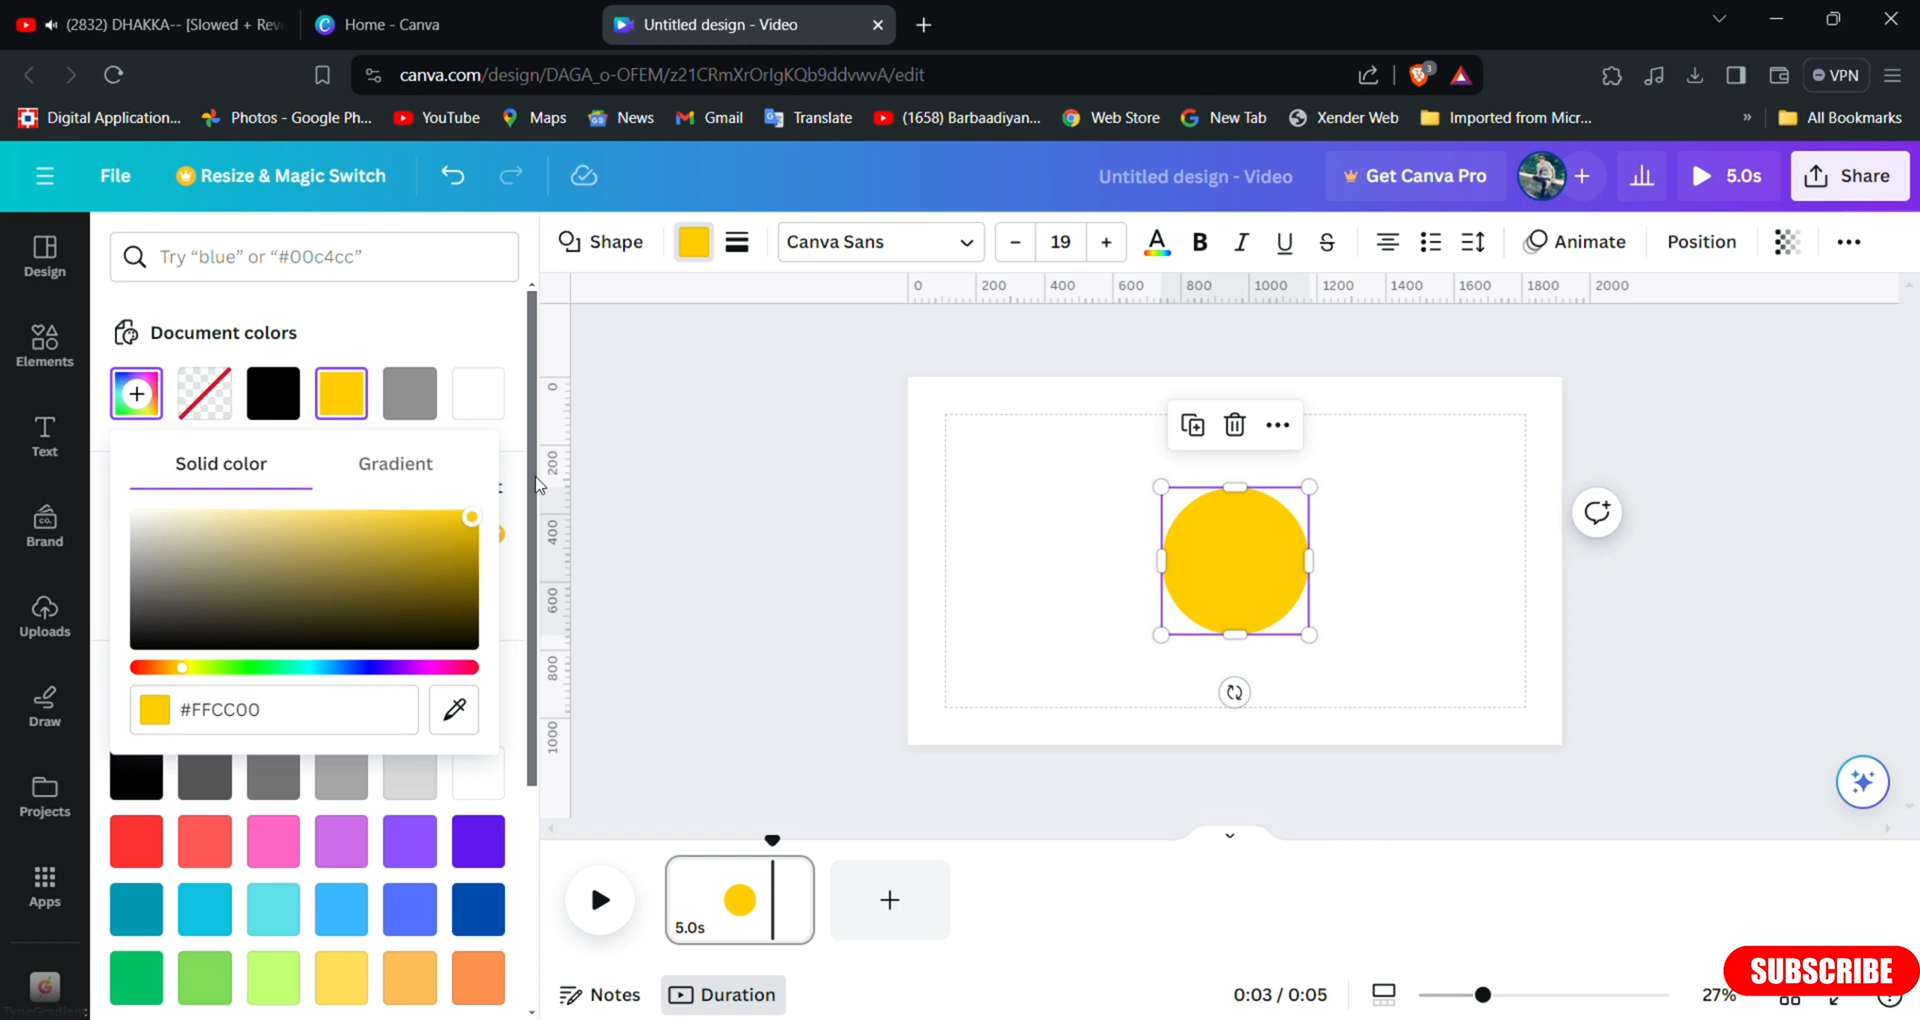 (2832) DHAKKA-- [Slowed + Rev
Home - Canva
Untitled design - Video
canva.com/design/DAGA_o-OFEM/z21CRmXrOrIgKQb9ddvwvA/edit
3
VPN
Digital Application...
Photos - Google Ph...
YouTube
Maps
News
Gmail
Translate
(1658) Barbaadiyan...
Web Store
New Tab
Xender Web
Imported from Micr...
»
All Bookmarks
File
Resize & Magic Switch
Untitled design - Video
Get Canva Pro
5.0s
Share
Try “blue” or “#00c4cc”
Shape
Canva Sans
– 19 +
A B I U S
Animate
Position
0 200 400 600 800 1000 1200 1400 1600 1800 2000
0 200 400 600 800 1000
Design
Elements
Text
Brand
Uploads
Draw
Projects
Apps
Document colors
Solid color
Gradient
#FFCC00
5.0s
Notes
Duration
0:03 / 0:05
27%
SUBSCRIBE